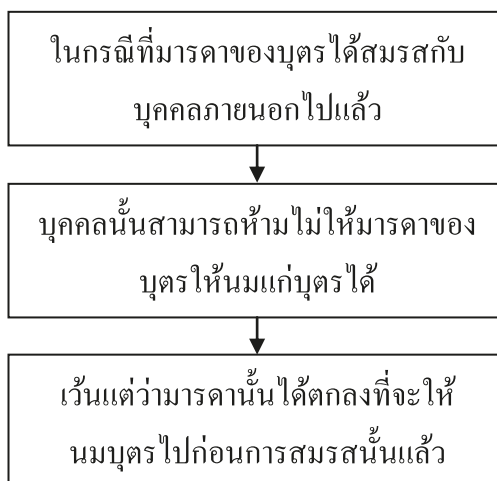 ในกรณีที่มารดาของบุตรได้สมรสกับ
บุคคลภายนอกไปแล้ว
บุคคลนั้นสามารถห้ามไม่ให้มารดาของ
บุตรให้นมแก่บุตรได้
เว้นแต่ว่ามารดานั้นได้ตกลงที่จะให้
นมบุตรไปก่อนการสมรสนั้นแล้ว